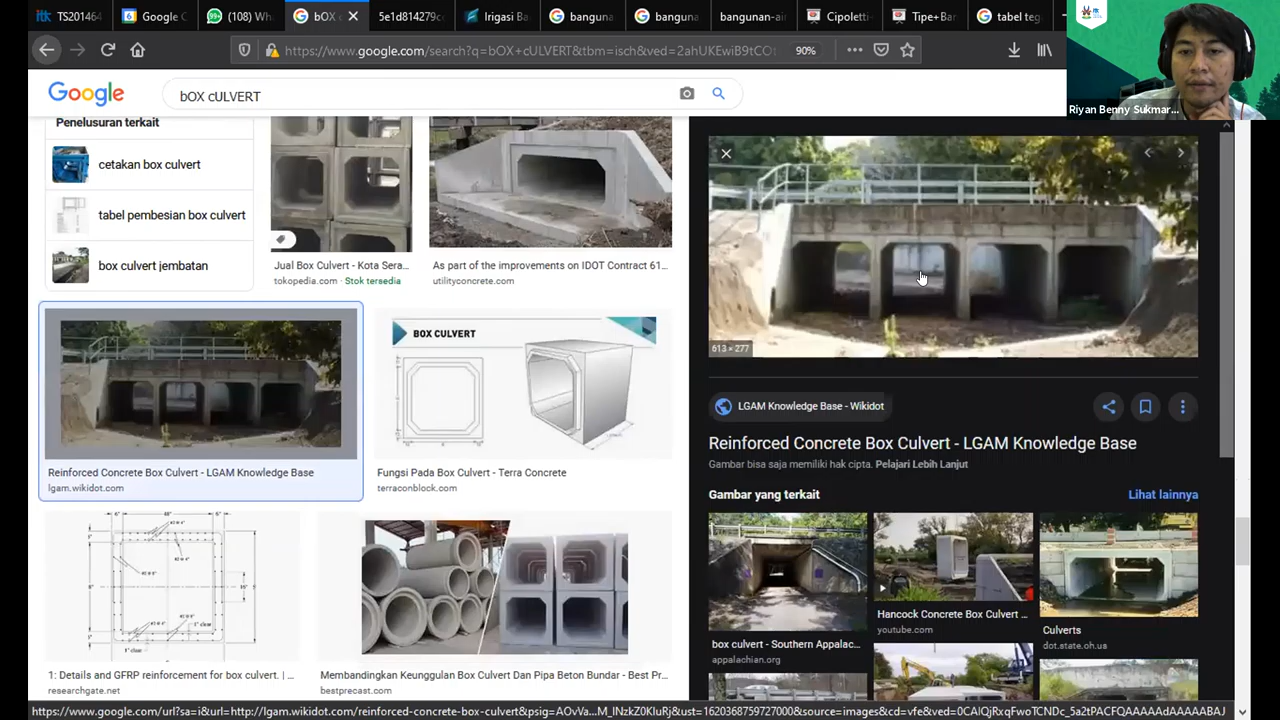 TS20164
Google C
(108) Wh
bOX c
5e1d814279c
Irigasi Ba
banguna
banguna
bangunan-air
Cipoletti
Tipe+Ba
tabel teg
https://www.google.com/search?q=bOX+cULVERT&tbm=isch&ved=2ahUKEwiB9tCO
90%
Riyan Benny Sukmar...
Google
bOX cULVERT
Penelusuran terkait
cetakan box culvert
tabel pembesian box culvert
box culvert jembatan
Jual Box Culvert - Kota Sera...
tokopedia.com · Stok tersedia
As part of the improvements on IDOT Contract 61...
utilityconcrete.com
Reinforced Concrete Box Culvert - LGAM Knowledge Base
lgam.wikidot.com
BOX CULVERT
Fungsi Pada Box Culvert - Terra Concrete
terraconblock.com
1: Details and GFRP reinforcement for box culvert. | ...
researchgate.net
Membandingkan Keunggulan Box Culvert Dan Pipa Beton Bundar - Best Pr...
bestprecast.com
613 × 277
LGAM Knowledge Base - Wikidot
Reinforced Concrete Box Culvert - LGAM Knowledge Base
Gambar bisa saja memiliki hak cipta. Pelajari Lebih Lanjut
Gambar yang terkait
Lihat lainnya
box culvert - Southern Appalac...
appalachian.org
Hancock Concrete Box Culvert ...
youtube.com
Culverts
dot.state.oh.us